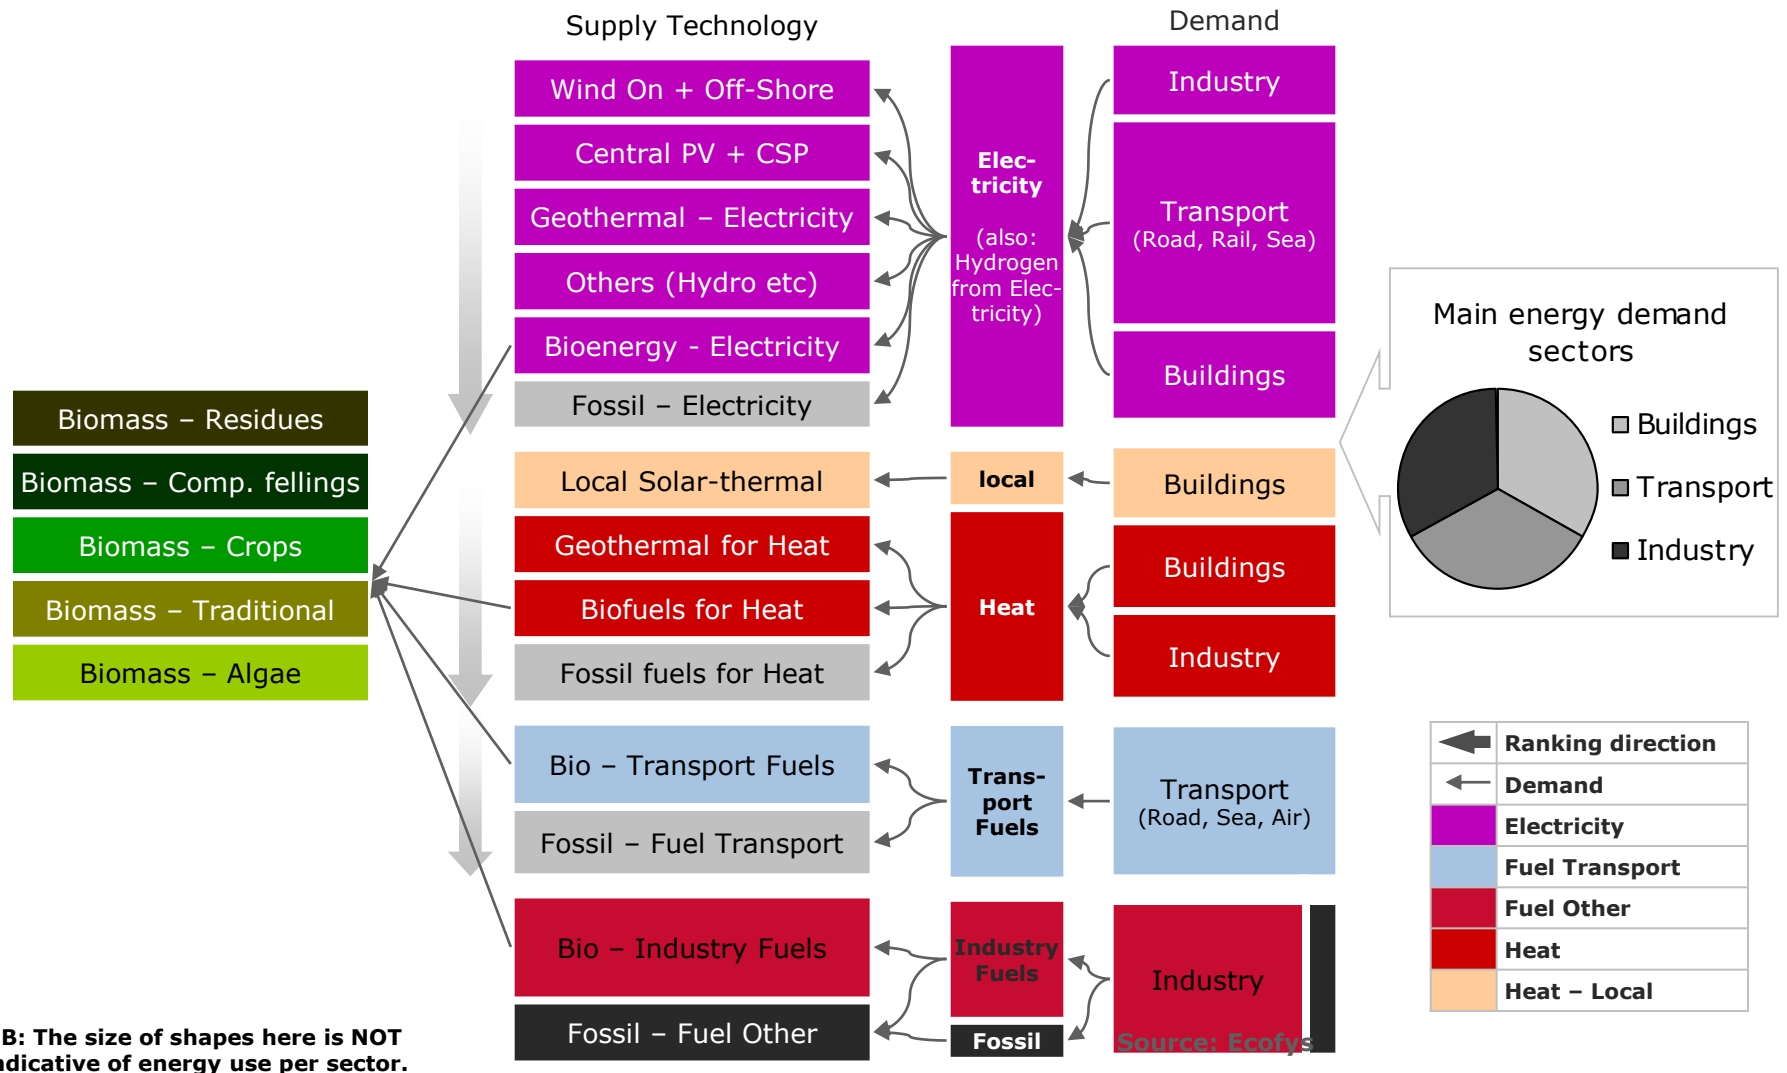 Supply Technology
Demand
Wind On + Off-Shore
Central PV + CSP
Geothermal – Electricity
Others (Hydro etc)
Bioenergy - Electricity
Fossil – Electricity
Elec-
tricity
(also:
Hydrogen
from Elec-
tricity)
Industry
Transport
(Road, Rail, Sea)
Buildings
Biomass – Residues
Biomass – Comp. fellings
Biomass – Crops
Biomass – Traditional
Biomass – Algae
Local Solar-thermal
local
Buildings
Geothermal for Heat
Biofuels for Heat
Fossil fuels for Heat
Heat
Buildings
Industry
Bio – Transport Fuels
Fossil – Fuel Transport
Trans-
port
Fuels
Transport
(Road, Sea, Air)
Bio – Industry Fuels
Fossil – Fuel Other
Industry
Fuels
Fossil
Industry
Source: Ecofys
Main energy demand
sectors
Buildings
Transport
Industry
Ranking direction
Demand
Electricity
Fuel Transport
Fuel Other
Heat
Heat – Local
B: The size of shapes here is NOT
ndicative of energy use per sector.